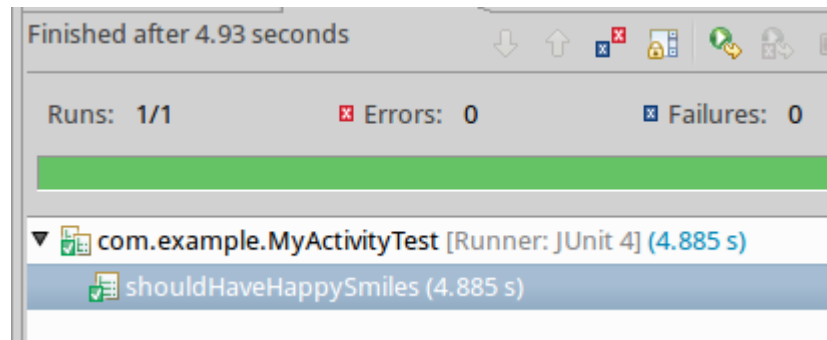 Finished after 4.93 seconds
Runs: 1/1 Errors: 0 Failures: 0
com.example.MyActivityTest [Runner: JUnit 4] (4.885 s)
shouldHaveHappySmiles (4.885 s)